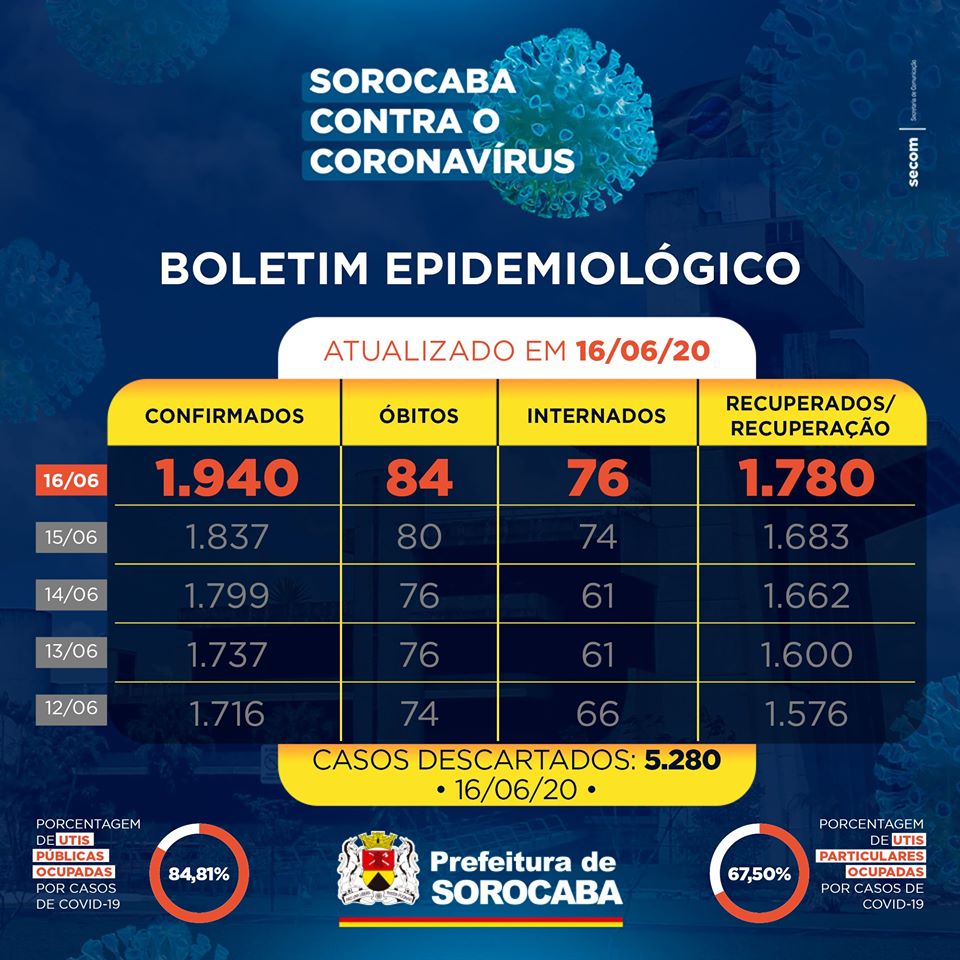 SOROCABA
CONTRA O
CORONAVÍRUS
secom | Secretaria de Comunicação
BOLETIM EPIDEMIOLÓGICO
ATUALIZADO EM 16/06/20
CONFIRMADOS ÓBITOS INTERNADOS RECUPERADOS/
RECUPERAÇÃO
16/06 1.940 84 76 1.780
15/06 1.837 80 74 1.683
14/06 1.799 76 61 1.662
13/06 1.737 76 61 1.600
12/06 1.716 74 66 1.576
CASOS DESCARTADOS: 5.280
• 16/06/20 •
PORCENTAGEM
DE UTIS
PÚBLICAS
OCUPADAS
POR CASOS
DE COVID-19
84,81%
Prefeitura de
SOROCABA
67,50%
PORCENTAGEM
DE UTIS
PARTICULARES
OCUPADAS
POR CASOS DE
COVID-19